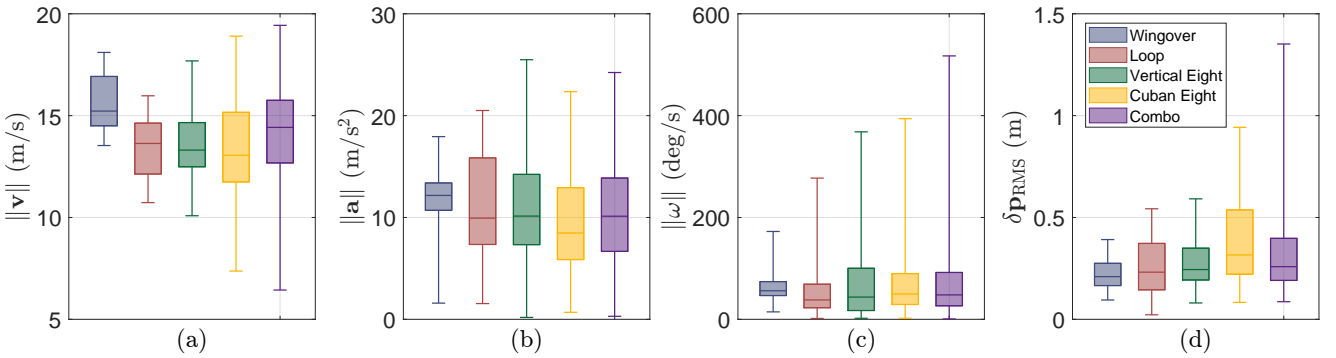 20
15
10
5
‖v‖ (m/s)
(a)
30
20
10
0
‖a‖ (m/s²)
(b)
600
400
200
0
‖ω‖ (deg/s)
(c)
1.5
1
0.5
0
δp_RMS (m)
Wingover
Loop
Vertical Eight
Cuban Eight
Combo
(d)